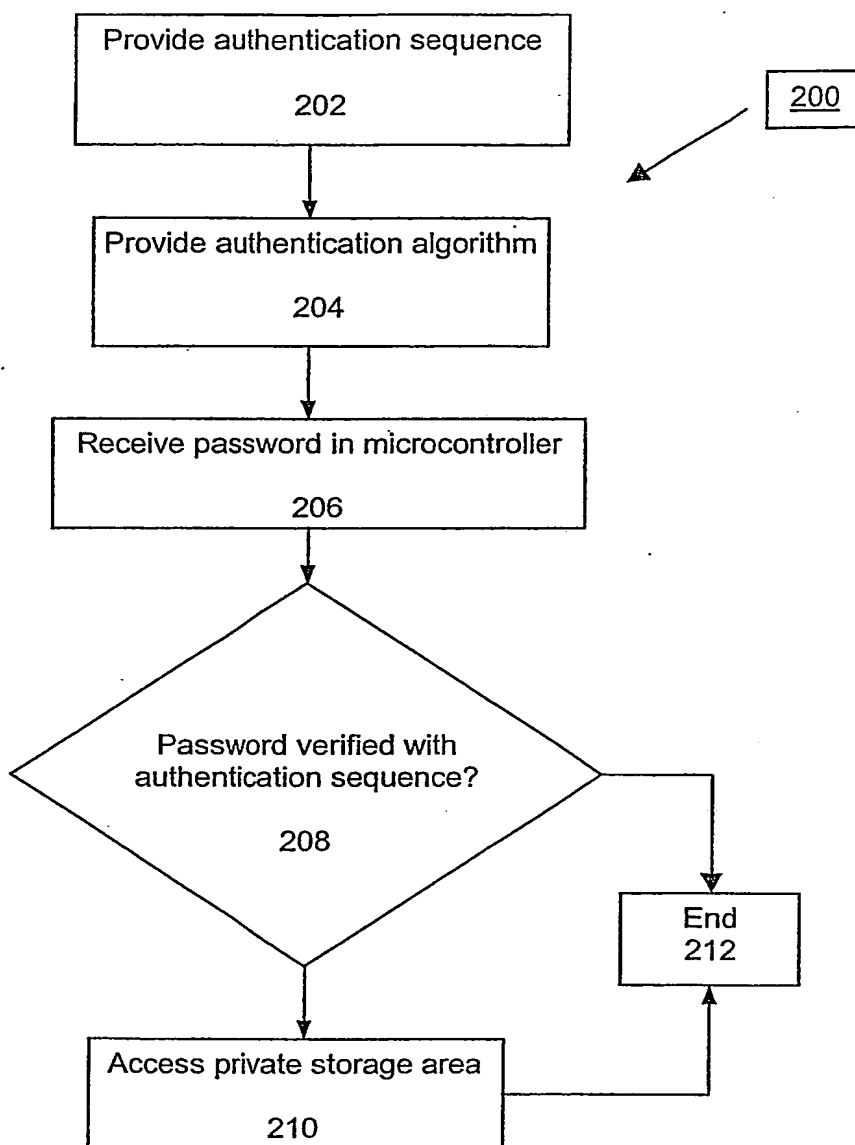 Provide authentication sequence
202
200
Provide authentication algorithm
204
Receive password in microcontroller
206
Password verified with
authentication sequence?
208
End
212
Access private storage area
210